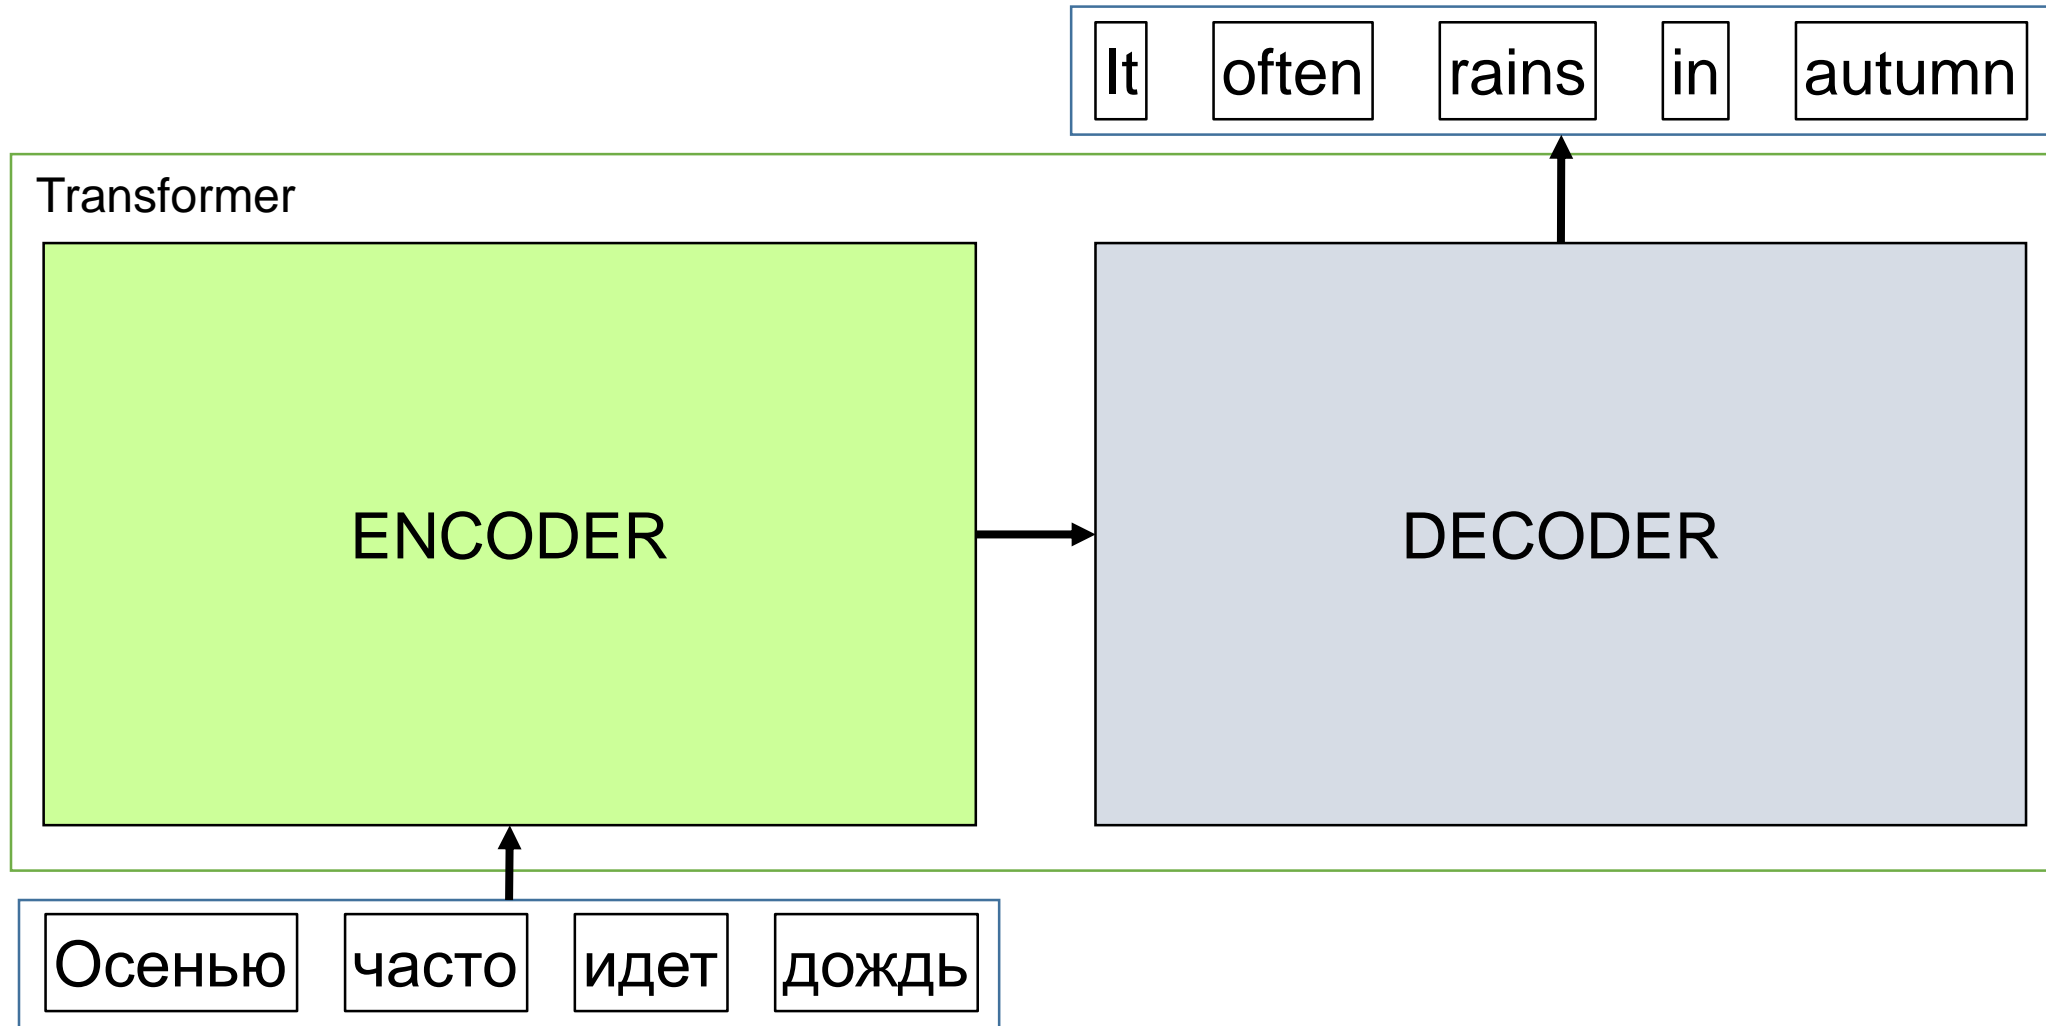 It often rains in autumn
Transformer
ENCODER DECODER
Осенью часто идет дождь